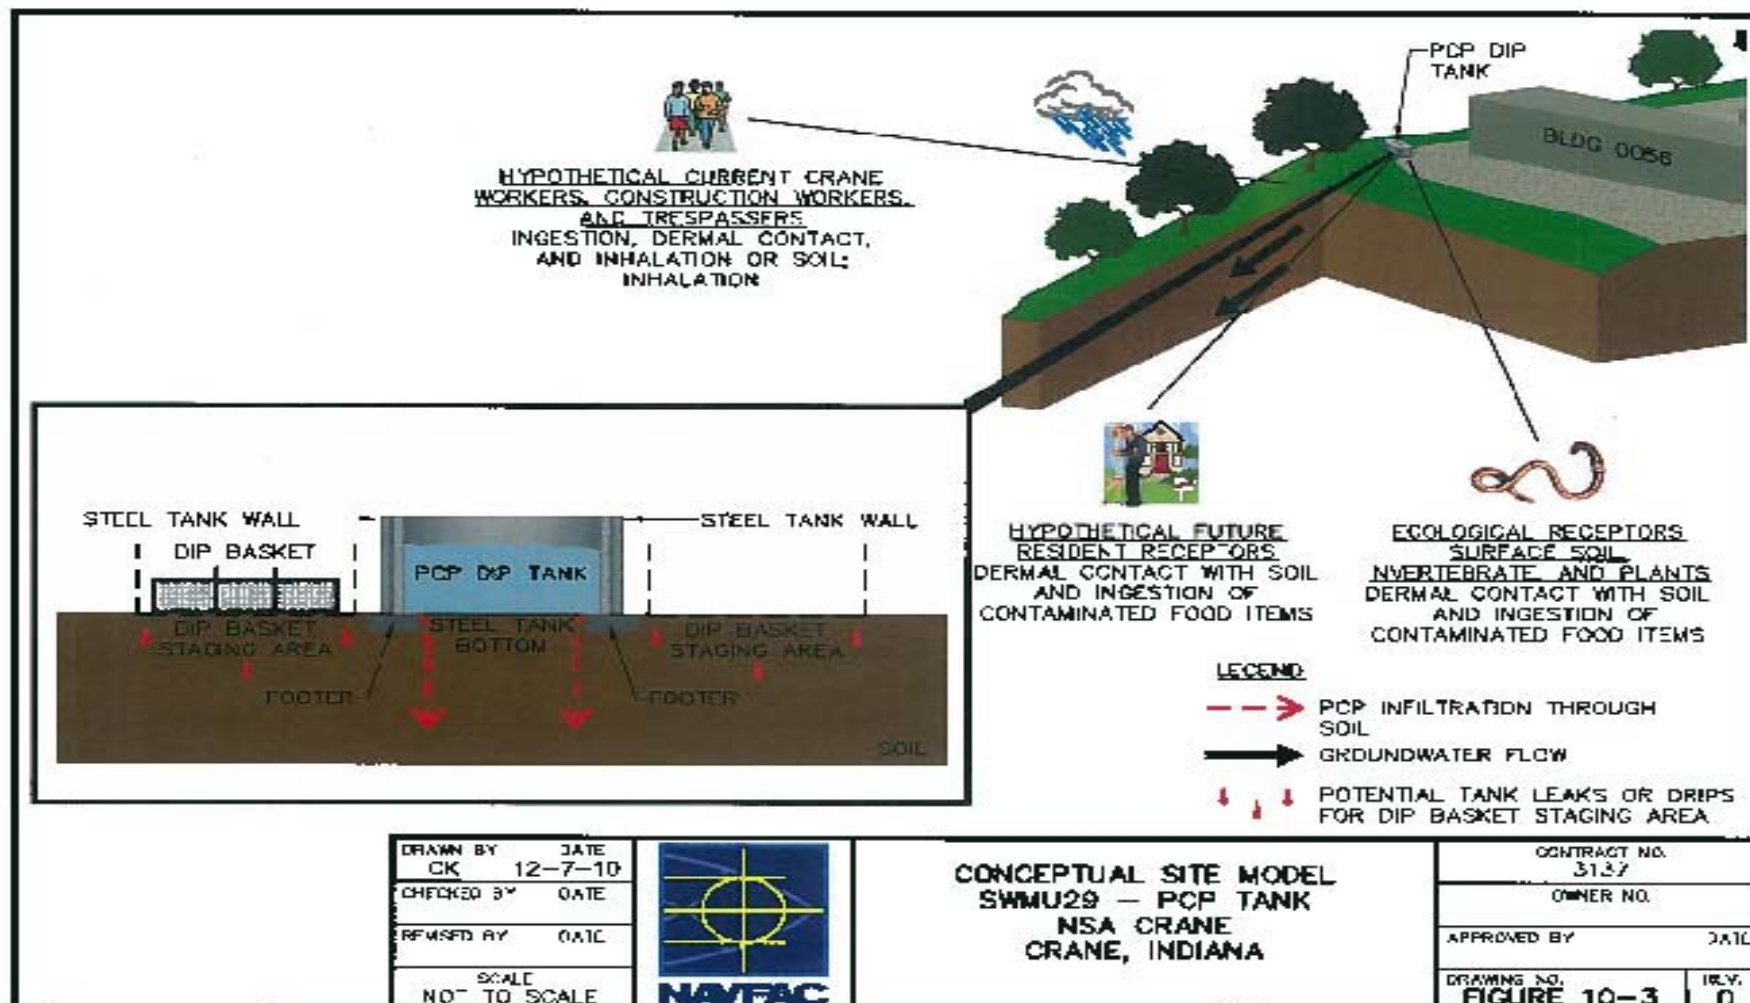 PCP DIP
TANK
BLDG 0056
HYPOTHETICAL CURRENT CRANE
WORKERS, CONSTRUCTION WORKERS,
AND TRESPASSERS
INGESTION, DERMAL CONTACT,
AND INHALATION OR SOIL;
INHALATION
STEEL TANK WALL
STEEL TANK WALL
DIP BASKET
PCP DIP TANK
DIP BASKET
STAGING AREA
STEEL TANK
BOTTOM
DIP BASKET
STAGING AREA
FOOTER
FOOTER
SOIL
HYPOTHETICAL FUTURE
RESIDENT RECEPTORS
DERMAL CONTACT WITH SOIL
AND INGESTION OF
CONTAMINATED FOOD ITEMS
ECOLOGICAL RECEPTORS
SURFACE SOIL
NVERTEBRATE, AND PLANTS
DERMAL CONTACT WITH SOIL
AND INGESTION OF
CONTAMINATED FOOD ITEMS
LEGEND
PCP INFILTRATION THROUGH
SOIL
GROUNDWATER FLOW
POTENTIAL TANK LEAKS OR DRIPS
FOR DIP BASKET STAGING AREA
DRAWN BY DATE
CK 12-7-10
CHECKED BY DATE
REVISED BY DATE
SCALE
NOT TO SCALE
NAVFAC
CONCEPTUAL SITE MODEL
SWMU29 – PCP TANK
NSA CRANE
CRANE, INDIANA
CONTRACT NO.
3137
OWNER NO.
APPROVED BY DATE
DRAWING NO. REV.
FIGURE 10-3 0